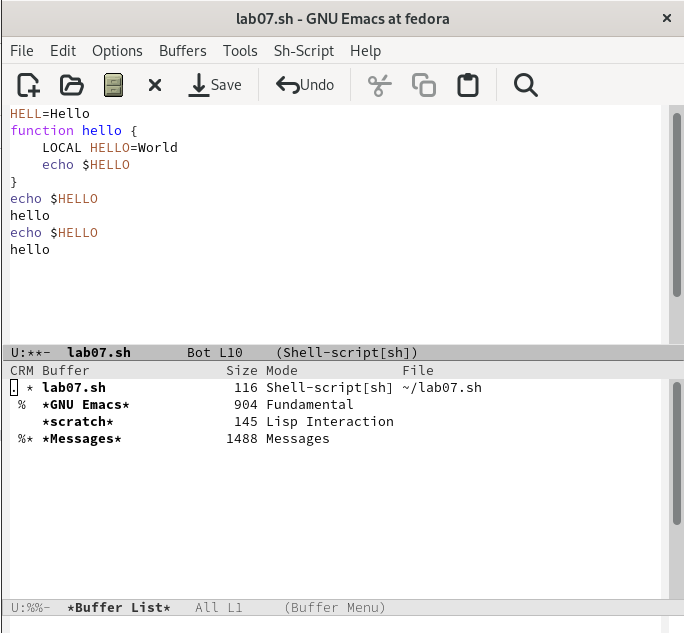 lab07.sh - GNU Emacs at fedora
File Edit Options Buffers Tools Sh-Script Help
Save Undo
HELL=Hello
function hello {
    LOCAL HELLO=World
    echo $HELLO
}
echo $HELLO
hello
echo $HELLO
hello
U:**-  lab07.sh       Bot L10    (Shell-script[sh])
CRM Buffer                 Size Mode             File
. * lab07.sh                116 Shell-script[sh] ~/lab07.sh
 %  *GNU Emacs*             904 Fundamental
    *scratch*               145 Lisp Interaction
 %* *Messages*             1488 Messages
U:%%-  *Buffer List*   All L1     (Buffer Menu)